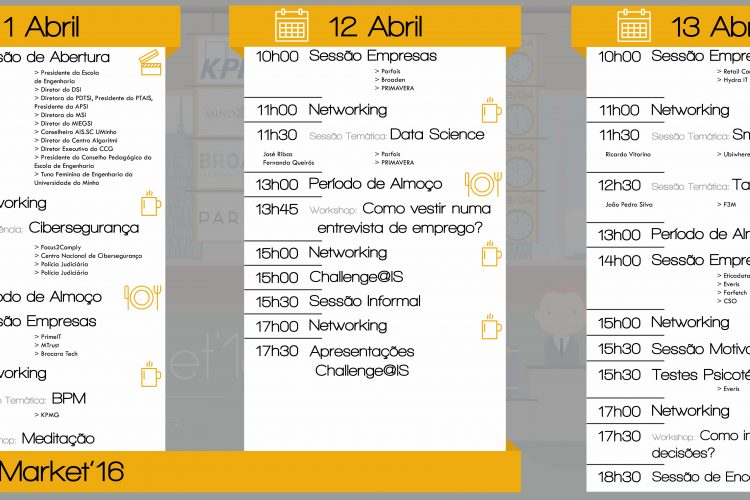 1 Abril
são de Abertura
> Presidente da Escola
de Engenharia
> Diretor do DSI
> Diretora do PDTSI, Presidente do PTAIS,
Presidente da APSI
> Diretora do MSI
> Diretor do MIEGSI
> Conselheira AIS.SC UMinho
> Diretor do Centro Algoritmi
> Diretor Executivo do CCG
> Presidente do Conselho Pedagógico da
Escola de Engenharia
> Tuna Feminina de Engenharia da
Universidade do Minho
working
ência: Cibersegurança
> Focus2Comply
> Centro Nacional de Cibersegurança
> Polícia Judiciária
> Polícia Judiciária
odo de Almoço
são Empresas
> PrimeIT
> MTrust
> Bracara Tech
working
o Temática: BPM
> KPMG
hop: Meditação
Market'16
12 Abril
10h00 Sessão Empresas
> Parfois
> Broaden
> PRIMAVERA
11h00 Networking
11h30 Sessão Temática: Data Science
José Ribas
Fernanda Queirós
> Parfois
> PRIMAVERA
13h00 Período de Almoço
13h45 Workshop: Como vestir numa
entrevista de emprego?
15h00 Networking
15h00 Challenge@IS
15h30 Sessão Informal
17h00 Networking
17h30 Apresentações
Challenge@IS
13 Abr
10h00 Sessão Empre
> Retail Co
> Hydra IT
11h00 Networking
11h30 Sessão Temática: Sm
Ricardo Vitorino
> Ubiwhere
12h30 Sessão Temática: Ta
João Pedro Silva
> F3M
13h00 Período de Alm
14h00 Sessão Empres
> Eticadata
> Everis
> Farfetch
> CSO
15h00 Networking
15h30 Sessão Motiva
15h30 Testes Psicoté
> Everis
17h00 Networking
17h30 Workshop: Como in
decisões?
18h30 Sessão de Enc